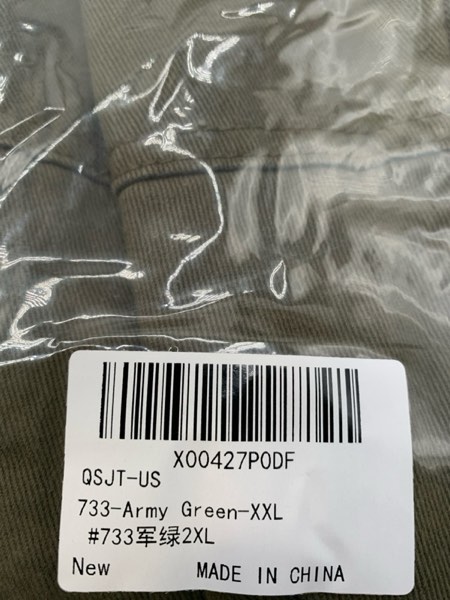 X00427P0DF
QSJT-US
733-Army Green-XXL
#733军绿2XL
New MADE IN CHINA